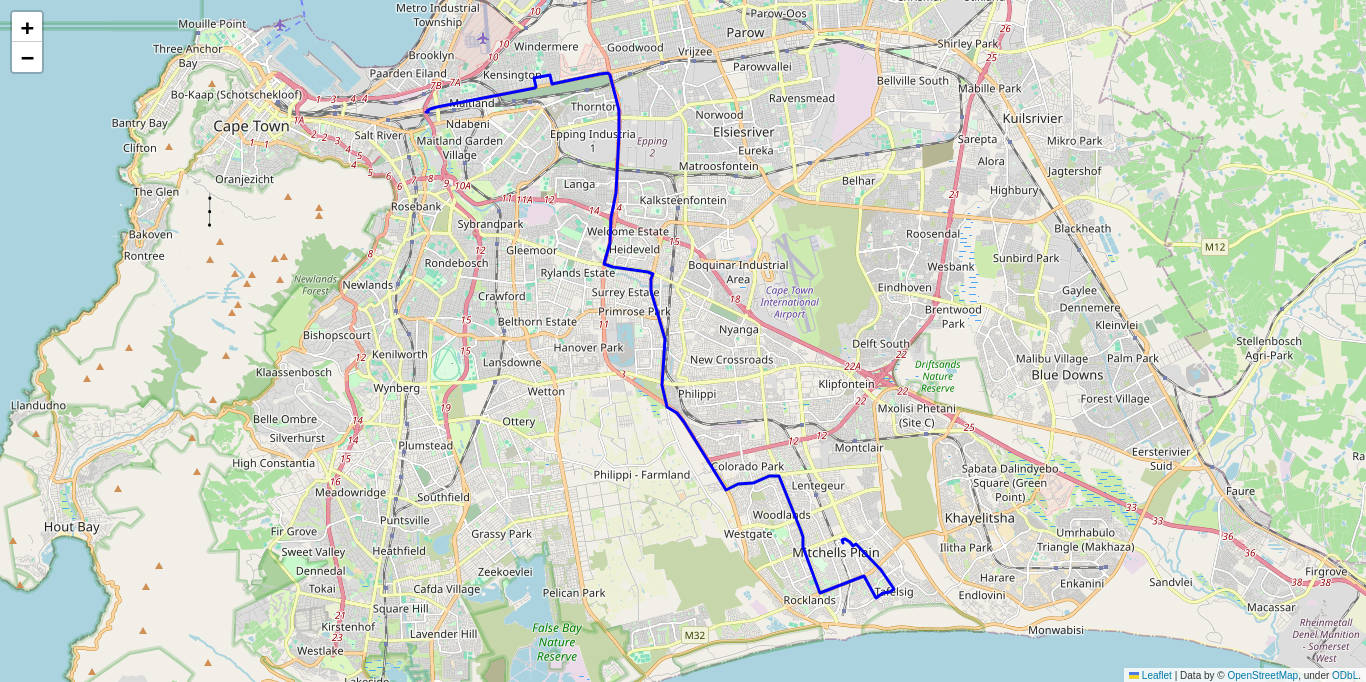 +
−
Mouille Point
Metro Industrial
Township
Parow-Oos
Parow
Three Anchor
Bay
Brooklyn
Windermere
Goodwood
Vrijzee
Shirley Park
Paarden Eiland
Kensington
Parowvallei
Bellville South
Mabille Park
Bo-Kaap (Schotschekloof)
Maitland
Thornton
Ravensmead
Norwood
Kuilsrivier
Bantry Bay
Cape Town
Salt River
Ndabeni
Epping Industria
1
Epping
2
Elsiesriver
Sarepta
Mikro Park
Clifton
Maitland Garden
Village
Eureka
Alora
Matroosfontein
Jagtershof
Oranjezicht
Langa
Belhar
Highbury
The Glen
Rosebank
Kalksteenfontein
Bakoven
Rontree
Sybrandpark
Welcome Estate
Roosendal
Blackheath
M12
Gleemoor
Heideveld
Rondebosch
Rylands Estate
Boquinar Industrial
Area
Wesbank
Sunbird Park
Newlands
Forest
Newlands
Crawford
Surrey Estate
Cape Town
International
Airport
Eindhoven
Gaylee
Dennemere
Primrose Park
Brentwood
Park
Kleinvlei
Bishopscourt
Belthorn Estate
Nyanga
Hanover Park
Delft South
Stellenbosch
Agri-Park
Kenilworth
Lansdowne
New Crossroads
Malibu Village
Palm Park
Klaassenbosch
Driftsands
Nature
Reserve
Blue Downs
Wynberg
Wetton
Philippi
Klipfontein
Forest Village
Llandudno
Belle Ombre
Ottery
Mxolisi Phetani
(Site C)
Silverhurst
Plumstead
Montclair
Eerstervier
Suid
High Constantia
Philippi - Farmland
Colorado Park
Sabata Dalindyebo
Square (Green
Point)
Meadowridge
Southfield
Lentegeur
Faure
Hout Bay
Puntsville
Woodlands
Khayelitsha
Fir Grove
Grassy Park
Westgate
Umrhabulo
Triangle (Makhaza)
Sweet Valley
Heathfield
Mitchells Plain
Ilitha Park
Dennedal
Zeekoevlei
Firgrove
Tokai
Cafda Village
Pelican Park
Tafelsig
Harare
Enkanini
Sandvlei
Square Hill
Rocklands
Endlovini
Macassar
Kirstenhof
Lavender Hill
False Bay
Nature
Reserve
M32
Monwabisi
Rheinmetall
Denel Munition
- Somerset
West
Westlake
Lakeside
Leaflet | Data by © OpenStreetMap, under ODbL.